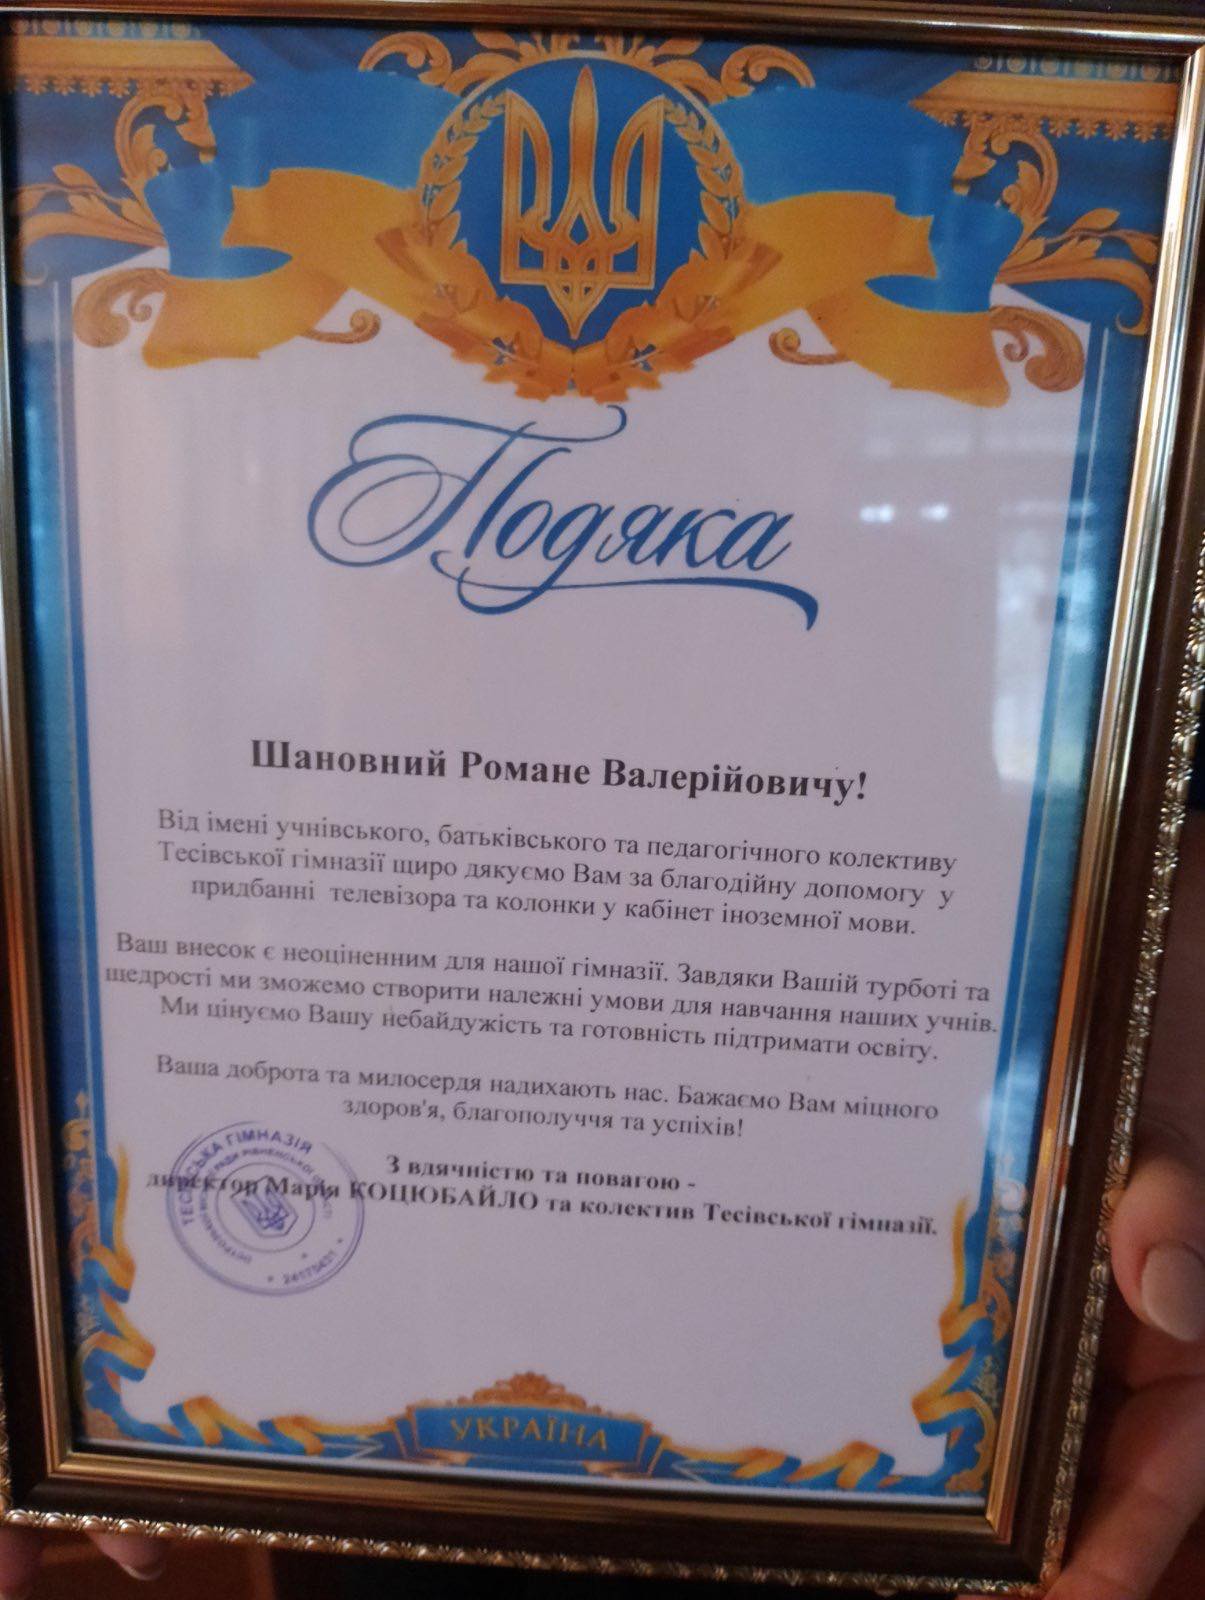 Подяка
Шановний Романе Валерійовичу!
Від імені учнівського, батьківського та педагогічного колективу
Тесівської гімназії щиро дякуємо Вам за благодійну допомогу у
придбанні телевізора та колонки у кабінет іноземної мови.
Ваш внесок є неоціненним для нашої гімназії. Завдяки Вашій турботі та
щедрості ми зможемо створити належні умови для навчання наших учнів.
Ми цінуємо Вашу небайдужість та готовність підтримати освіту.
Ваша доброта та милосердя надихають нас. Бажаємо Вам міцного
здоров'я, благополуччя та успіхів!
З вдячністю та повагою -
директор Марія КОЦЮБАЙЛО та колектив Тесівської гімназії.
ТЕСІВСЬКА ГІМНАЗІЯ
УКРАЇНА